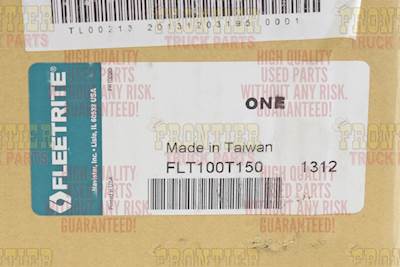 TL00213 20131203195 0001
FLEETRITE®
Navistar, Inc. • Lisle, IL 60532 USA
ONE
Made in Taiwan
FLT100T150 1312
FRONTIER
TRUCK PARTS
HIGH QUALITY
USED PARTS
WITHOUT ANY RISK.
GUARANTEED!